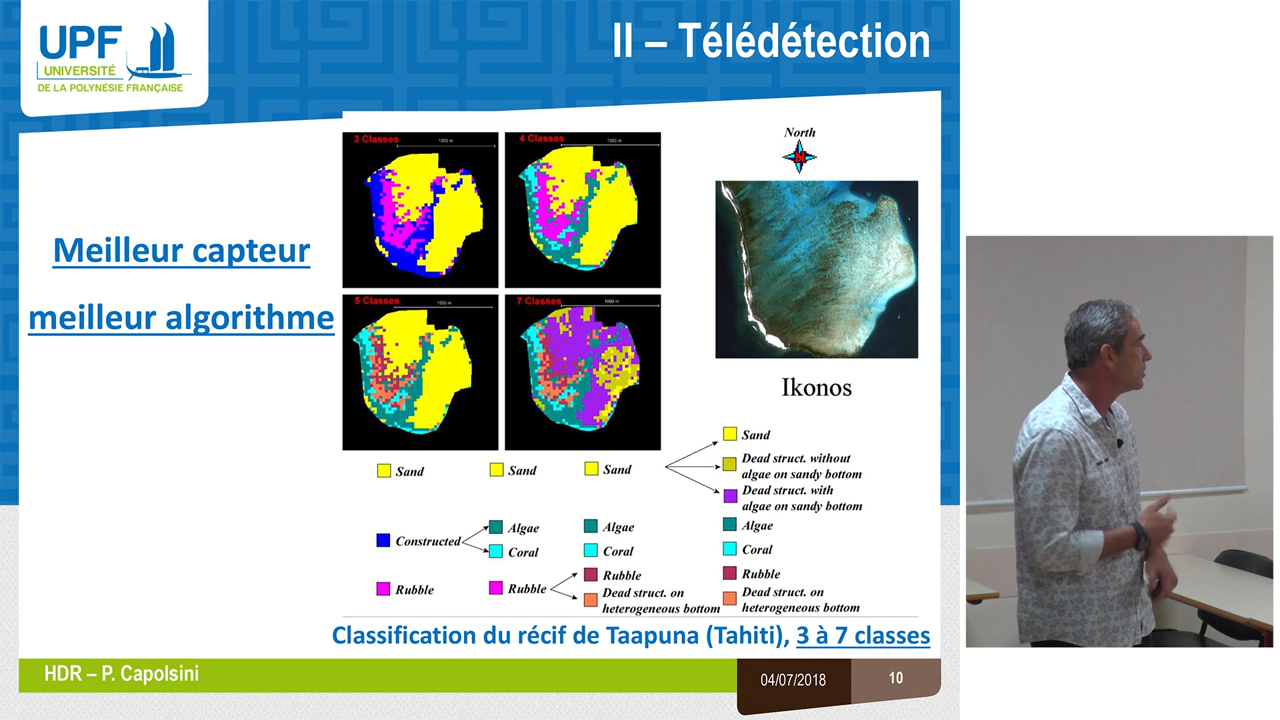 UPF
UNIVERSITÉ
DE LA POLYNÉSIE FRANÇAISE
II – Télédétection
Meilleur capteur
meilleur algorithme
3 Classes
1000 m
4 Classes
1000 m
5 Classes
1000 m
7 Classes
1000 m
North
N
Ikonos
Sand
Sand
Sand
Sand
Dead struct. without
algae on sandy bottom
Dead struct. with
algae on sandy bottom
Constructed
Algae
Coral
Algae
Coral
Algae
Coral
Rubble
Rubble
Rubble
Dead struct. on
heterogeneous bottom
Rubble
Dead struct. on
heterogeneous bottom
Classification du récif de Taapuna (Tahiti), 3 à 7 classes
HDR – P. Capolsini
04/07/2018
10